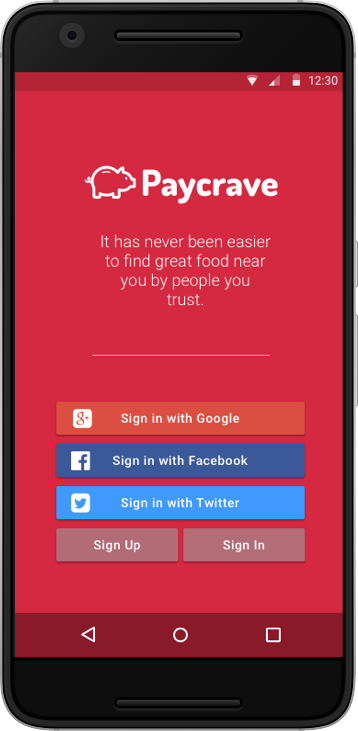 12:30
Paycrave
It has never been easier
to find great food near
you by people you
trust.
g+
Sign in with Google
Sign in with Facebook
Sign in with Twitter
Sign Up
Sign In